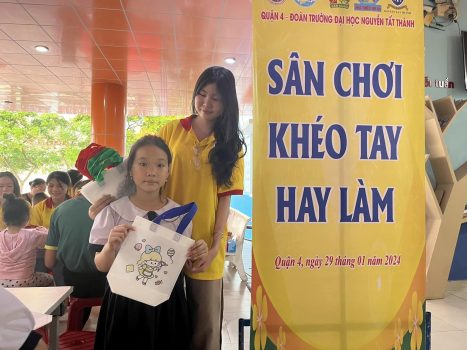 QUẬN 4 - ĐOÀN TRƯỜNG ĐẠI HỌC NGUYỄN TẤT THÀNH
SÂN CHƠI
KHÉO TAY
HAY LÀM
Quận 4, ngày 29 tháng 01 năm 2024